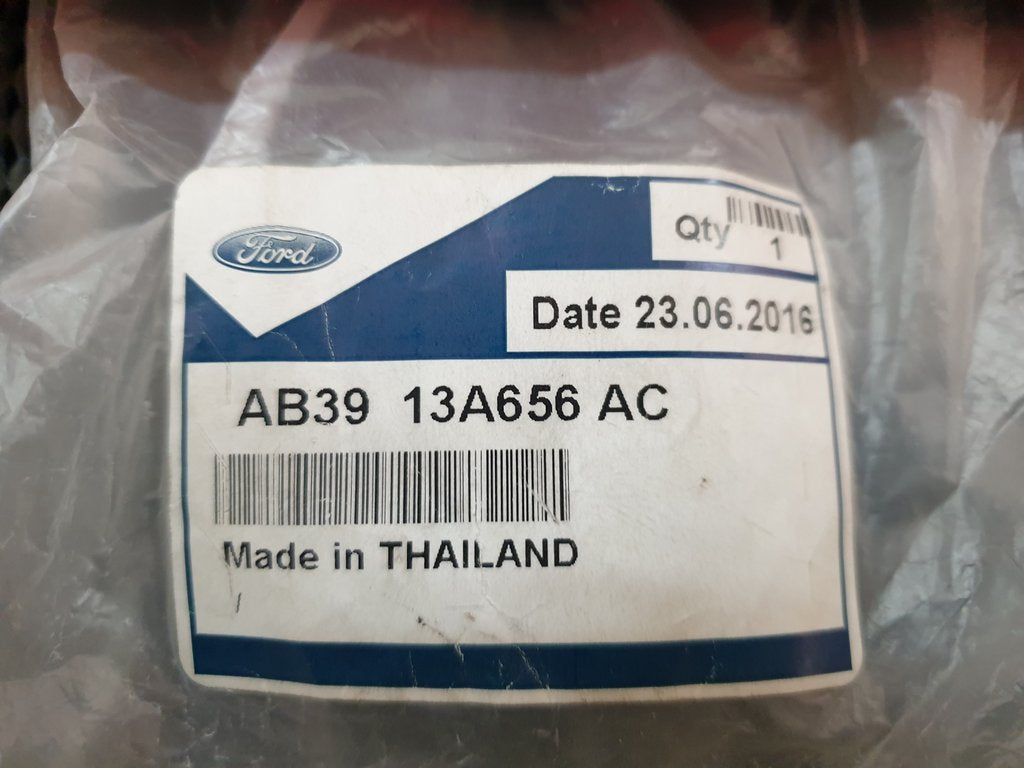 Ford
Qty 1
Date 23.06.2016
AB39 13A656 AC
Made in THAILAND